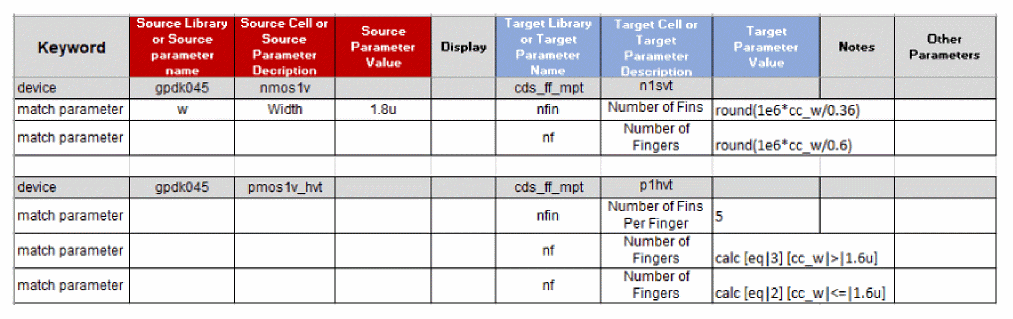 Keyword
Source Library
or Source
parameter
name
Source Cell or
Source
Parameter
Decription
Source
Parameter
Value
Display
Target Library
or Target
Parameter
Name
Target Cell or
Target
Parameter
Description
Target
Parameter
Value
Notes
Other
Parameters
device gpdk045 nmos1v cds_ff_mpt n1svt
match parameter w Width 1.8u nfin Number of Fins round(1e6*cc_w/0.36)
match parameter nf Number of
Fingers round(1e6*cc_w/0.6)
device gpdk045 pmos1v_hvt cds_ff_mpt p1hvt
match parameter nfin Number of Fins
Per Finger 5
match parameter nf Number of
Fingers calc [eq|3] [cc_w|>|1.6u]
match parameter nf Number of
Fingers calc [eq|2] [cc_w|<=|1.6u]